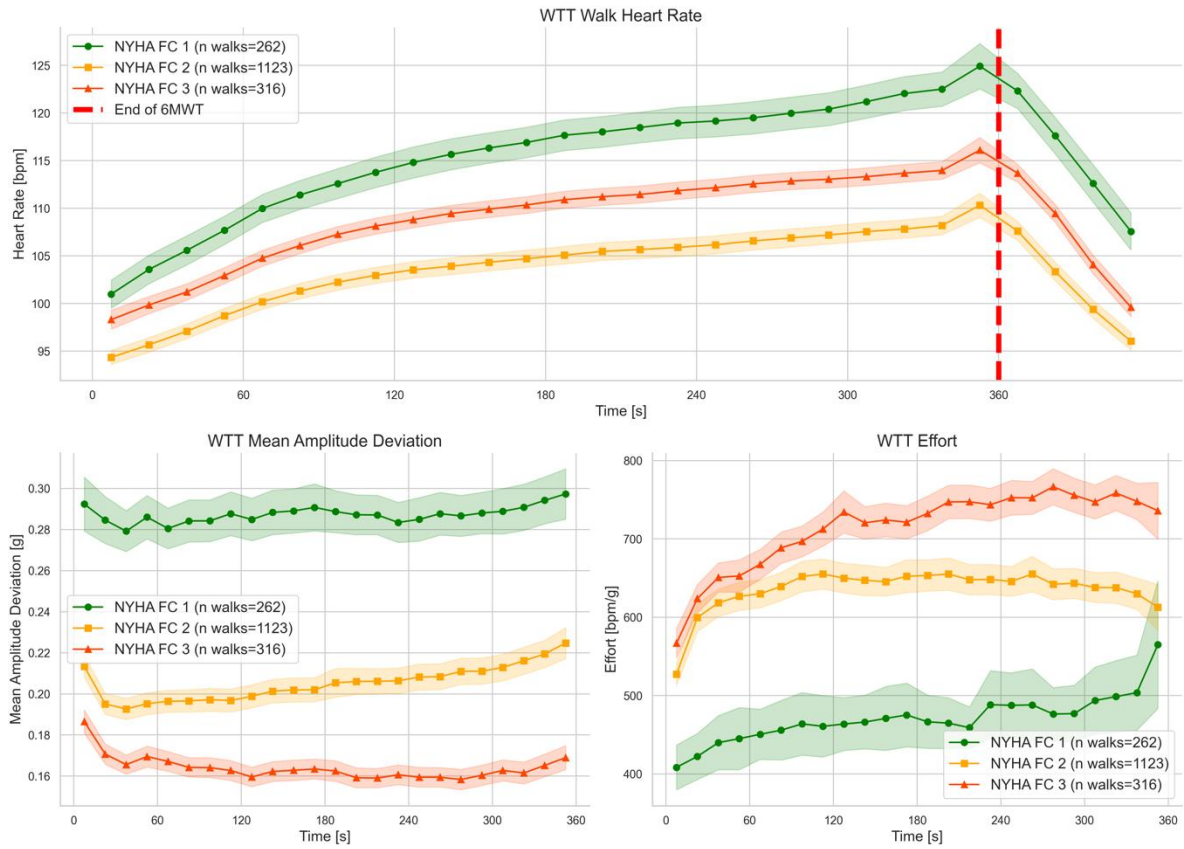 WTT Walk Heart Rate
NYHA FC 1 (n walks=262)
NYHA FC 2 (n walks=1123)
NYHA FC 3 (n walks=316)
End of 6MWT
Heart Rate [bpm]
125
120
115
110
105
100
95
0
60
120
180
240
300
360
Time [s]
WTT Mean Amplitude Deviation
NYHA FC 1 (n walks=262)
NYHA FC 2 (n walks=1123)
NYHA FC 3 (n walks=316)
Mean Amplitude Deviation [g]
0.30
0.28
0.26
0.24
0.22
0.20
0.18
0.16
0
60
120
180
240
300
360
Time [s]
WTT Effort
Effort [bpm/g]
800
700
600
500
400
NYHA FC 1 (n walks=262)
NYHA FC 2 (n walks=1123)
NYHA FC 3 (n walks=316)
0
60
120
180
240
300
360
Time [s]